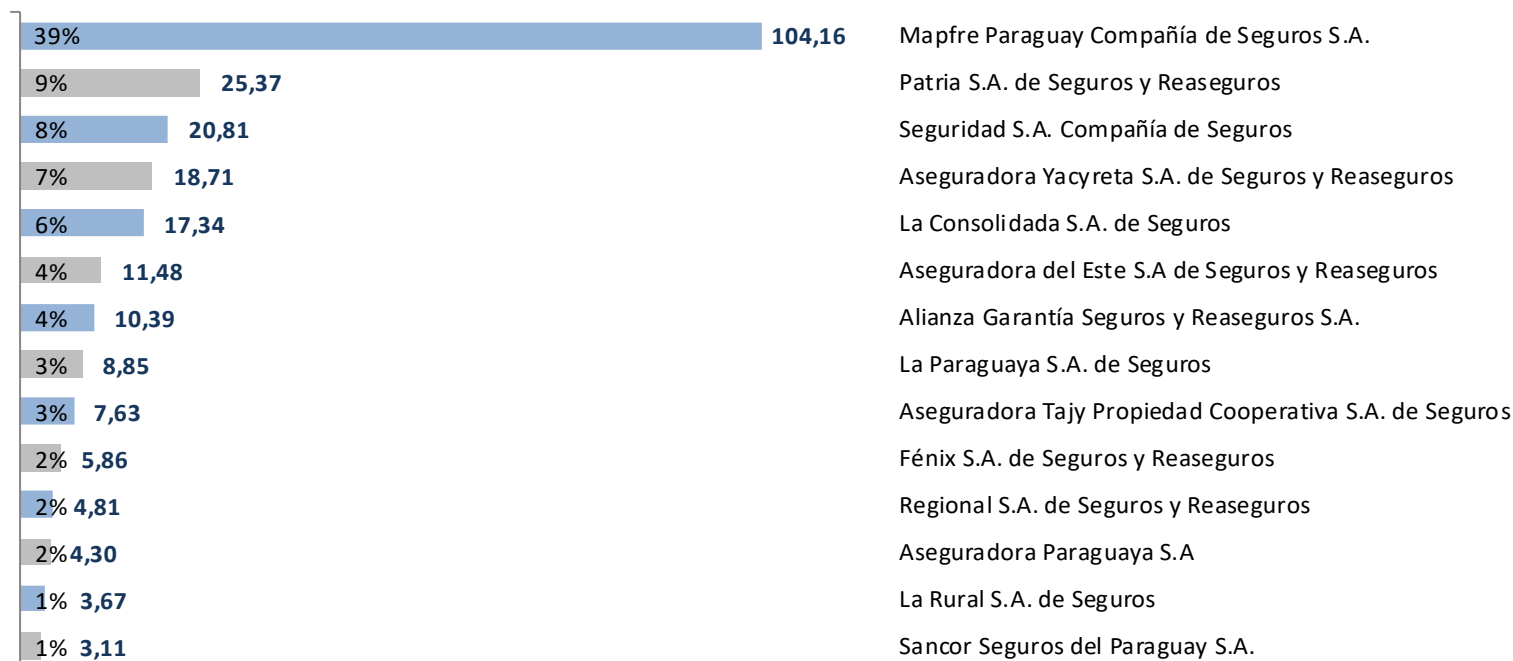 39% 104,16 Mapfre Paraguay Compañía de Seguros S.A.
9% 25,37 Patria S.A. de Seguros y Reaseguros
8% 20,81 Seguridad S.A. Compañía de Seguros
7% 18,71 Aseguradora Yacyreta S.A. de Seguros y Reaseguros
6% 17,34 La Consolidada S.A. de Seguros
4% 11,48 Aseguradora del Este S.A de Seguros y Reaseguros
4% 10,39 Alianza Garantía Seguros y Reaseguros S.A.
3% 8,85 La Paraguaya S.A. de Seguros
3% 7,63 Aseguradora Tajy Propiedad Cooperativa S.A. de Seguros
2% 5,86 Fénix S.A. de Seguros y Reaseguros
2% 4,81 Regional S.A. de Seguros y Reaseguros
2% 4,30 Aseguradora Paraguaya S.A
1% 3,67 La Rural S.A. de Seguros
1% 3,11 Sancor Seguros del Paraguay S.A.